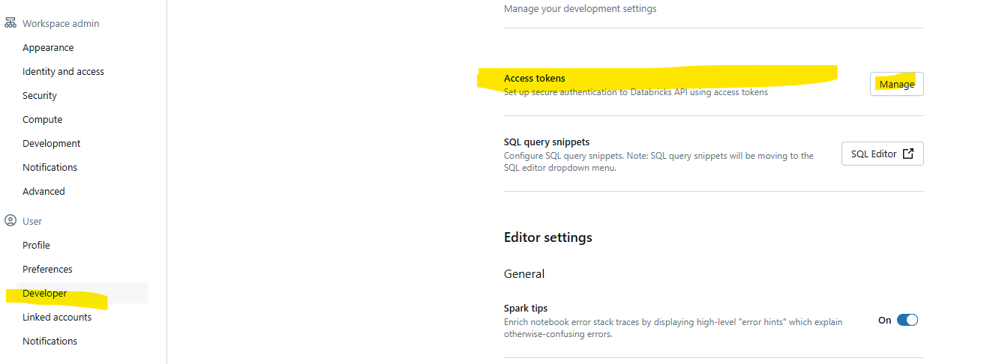 Workspace admin
Appearance
Identity and access
Security
Compute
Development
Notifications
Advanced
User
Profile
Preferences
Developer
Linked accounts
Notifications
Manage your development settings
Access tokens
Set up secure authentication to Databricks API using access tokens
Manage
SQL query snippets
Configure SQL query snippets. Note: SQL query snippets will be moving to the
SQL editor dropdown menu.
SQL Editor
Editor settings
General
Spark tips
Enrich notebook error stack traces by displaying high-level "error hints" which explain
otherwise-confusing errors.
On